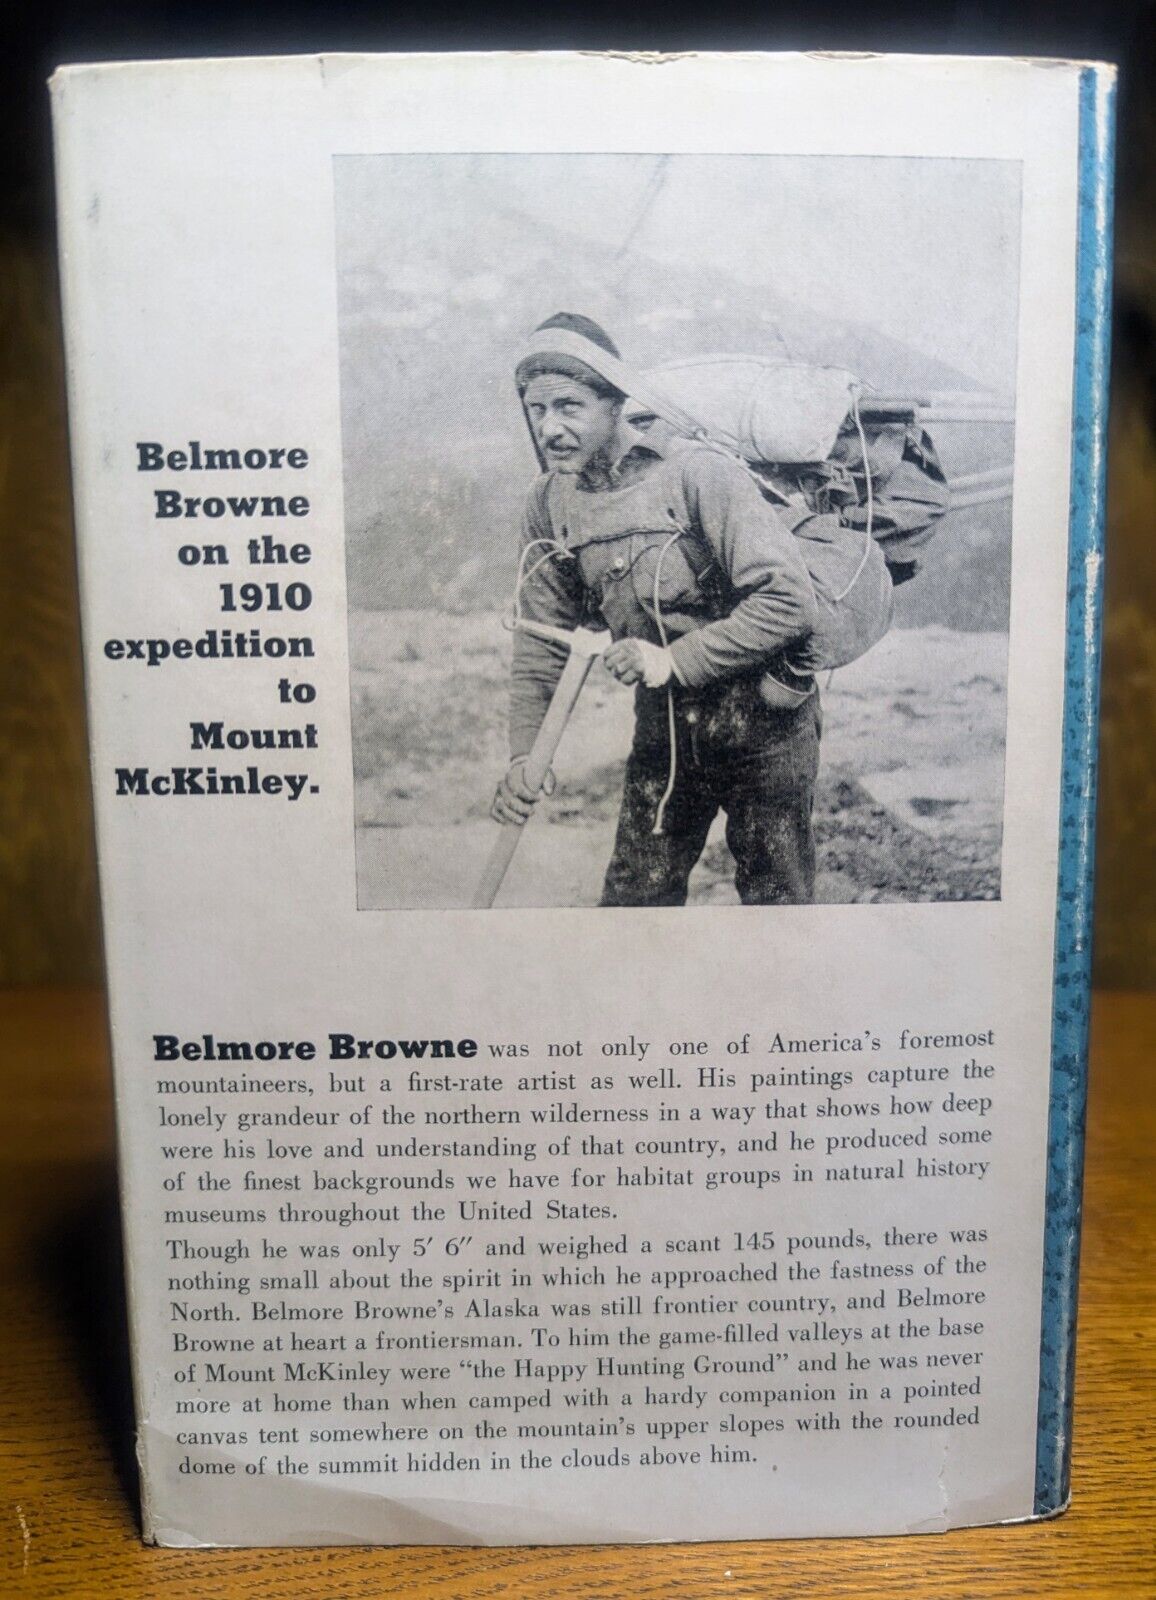 Belmore
Browne
on the
1910
expedition
to
Mount
McKinley.
Belmore Browne was not only one of America's foremost
mountaineers, but a first-rate artist as well. His paintings capture the
lonely grandeur of the northern wilderness in a way that shows how deep
were his love and understanding of that country, and he produced some
of the finest backgrounds we have for habitat groups in natural history
museums throughout the United States.
Though he was only 5′ 6″ and weighed a scant 145 pounds, there was
nothing small about the spirit in which he approached the fastness of the
North. Belmore Browne's Alaska was still frontier country, and Belmore
Browne at heart a frontiersman. To him the game-filled valleys at the base
of Mount McKinley were “the Happy Hunting Ground” and he was never
more at home than when camped with a hardy companion in a pointed
canvas tent somewhere on the mountain's upper slopes with the rounded
dome of the summit hidden in the clouds above him.